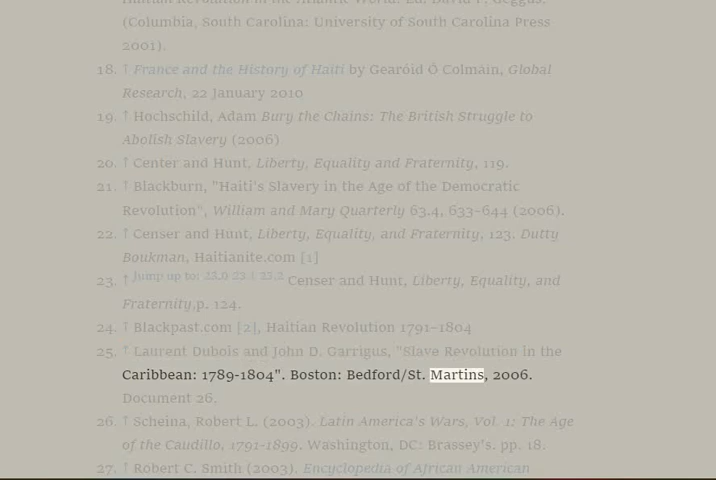 (Columbia, South Carolina: University of South Carolina Press
2001).
18. ↑ France and the History of Haiti by Gearóid Ó Colmáin, Global
Research, 22 January 2010
19. ↑ Hochschild, Adam Bury the Chains: The British Struggle to
Abolish Slavery (2006)
20. ↑ Center and Hunt, Liberty, Equality and Fraternity, 119.
21. ↑ Blackburn, "Haiti's Slavery in the Age of the Democratic
Revolution", William and Mary Quarterly 63.4, 633–644 (2006).
22. ↑ Censer and Hunt, Liberty, Equality, and Fraternity, 123. Dutty
Boukman, Haitianite.com [1]
23. ↑ Jump up to: 23.0 23.1 23.2 Censer and Hunt, Liberty, Equality, and
Fraternity,p. 124.
24. ↑ Blackpast.com [2], Haitian Revolution 1791–1804
25. ↑ Laurent Dubois and John D. Garrigus, "Slave Revolution in the
Caribbean: 1789-1804". Boston: Bedford/St. Martins, 2006.
Document 26.
26. ↑ Scheina, Robert L. (2003). Latin America's Wars, Vol. 1: The Age
of the Caudillo, 1791-1899. Washington, DC: Brassey's. pp. 18.
27. ↑ Robert C. Smith (2003). Encyclopedia of African American